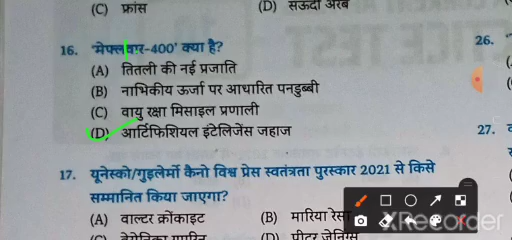 (C) फ्रांस (D) सऊदी अरब
16. 'मेफ्लावार-400' क्या है? 26.
(A) तितली की नई प्रजाति
(B) नाभिकीय ऊर्जा पर आधारित पनडुब्बी
(C) वायु रक्षा मिसाइल प्रणाली
(D) आर्टिफिशियल इंटेलिजेंस जहाज
27.
17. यूनेस्को/गुइलेर्मो कैनो विश्व प्रेस स्वतंत्रता पुरस्कार 2021 से किसे
सम्मानित किया जाएगा?
(A) वाल्टर क्रोंकाइट (B) मारिया रेसा
(D) पीटर जेनिंग्स
XRecorder